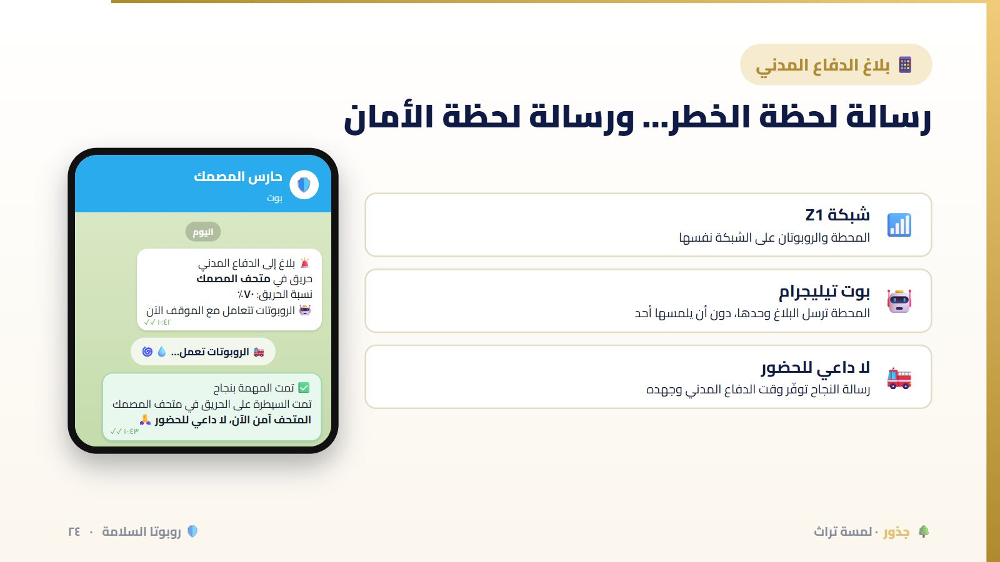 بلاغ الدفاع المدني
رسالة لحظة الخطر... ورسالة لحظة الأمان
شبكة Z1
المحطة والروبوتان على الشبكة نفسها
بوت تيليجرام
المحطة ترسل البلاغ وحدها، دون أن يلمسها أحد
لا داعي للحضور
رسالة النجاح توفّر وقت الدفاع المدني وجهده
حارس المصمك
بوت
اليوم
بلاغ إلى الدفاع المدني
حريق في متحف المصمك
نسبة الحريق: ٧٠٪
الروبوتات تتعامل مع الموقف الآن
١٠:٤٢ ✓✓
الروبوتات تعمل...
تمت المهمة بنجاح
تمت السيطرة على الحريق في متحف المصمك
المتحف آمن الآن، لا داعي للحضور
١٠:٤٣ ✓✓
جذور · لمسة تراث
روبوتا السلامة · ٢٤